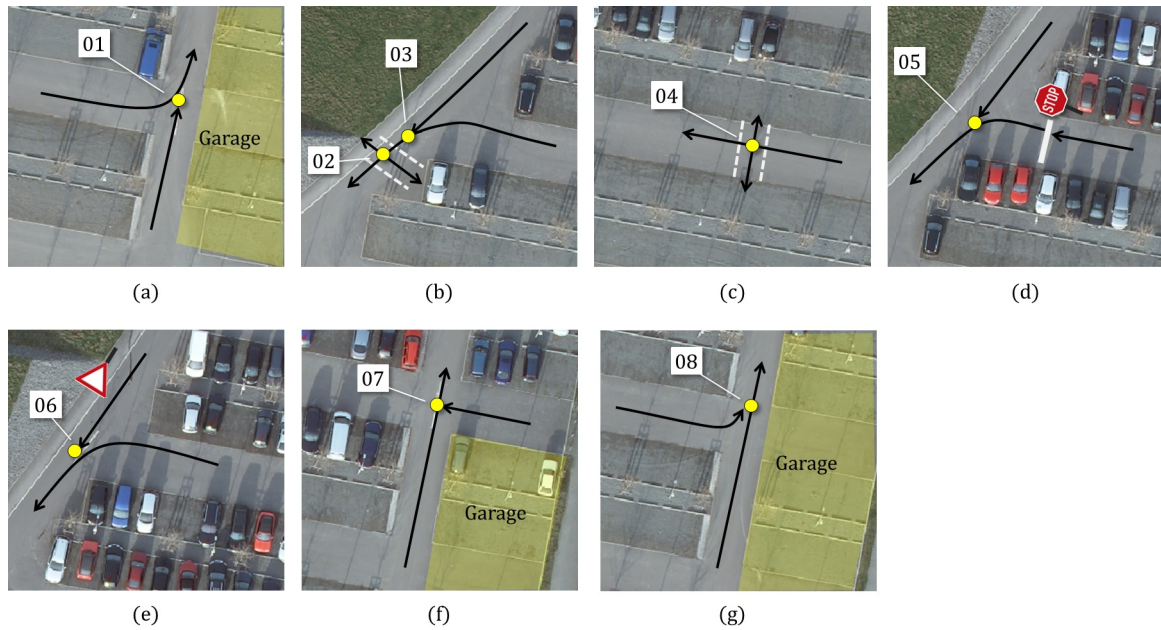 01
Garage
(a)
03
02
(b)
04
(c)
05
STOP
(d)
06
(e)
07
Garage
(f)
08
Garage
(g)